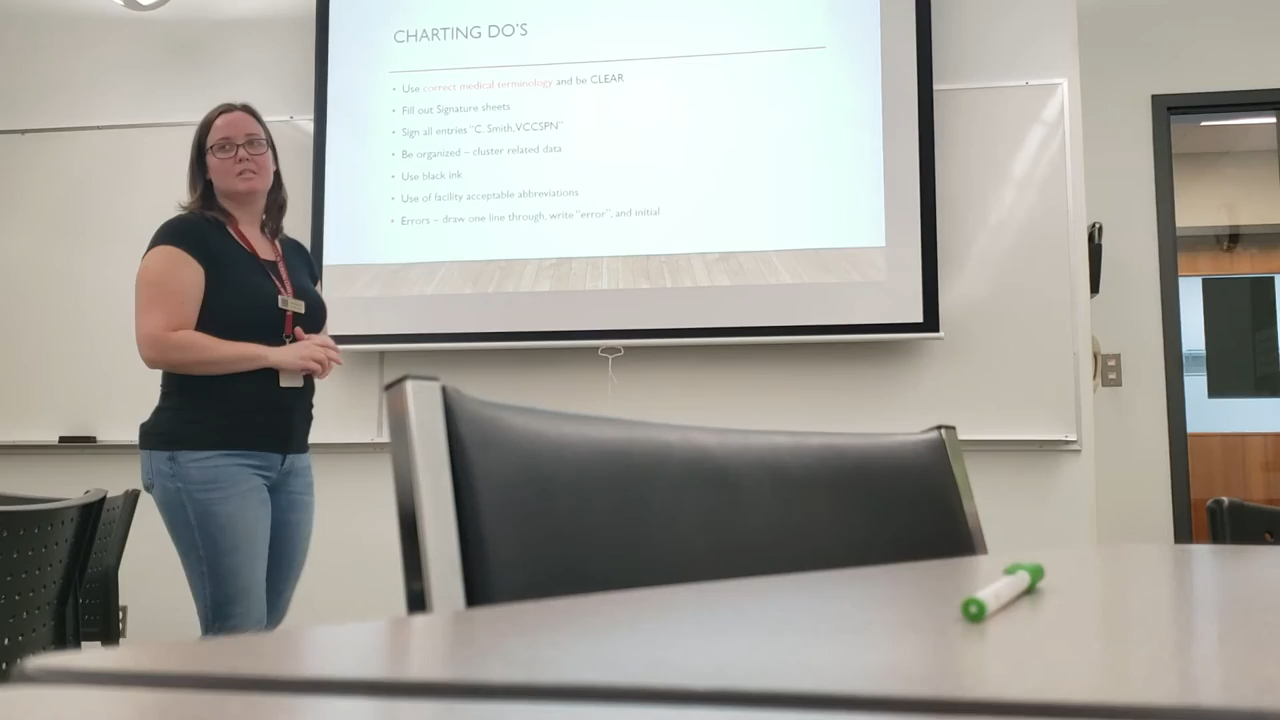 CHARTING DO'S
• Use correct medical terminology and be CLEAR
• Fill out Signature sheets
• Sign all entries "C. Smith, VCCSPN"
• Be organized – cluster related data
• Use black ink
• Use of facility acceptable abbreviations
• Errors – draw one line through, write "error", and initial